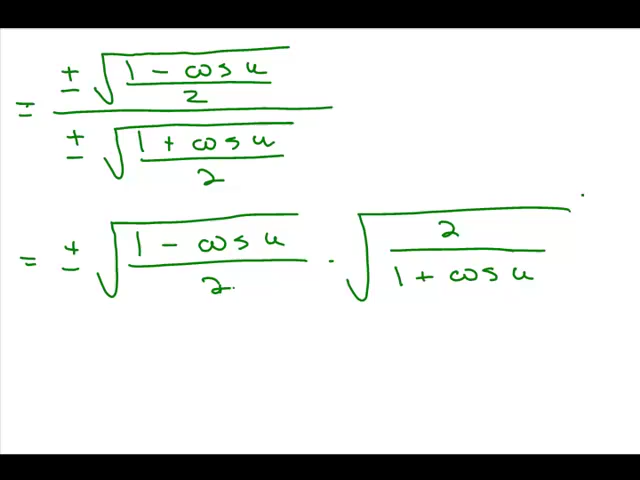 = ± √((1 - cos u)/2) / ± √((1 + cos u)/2)
= ± √((1 - cos u)/2) · √(2/(1 + cos u))